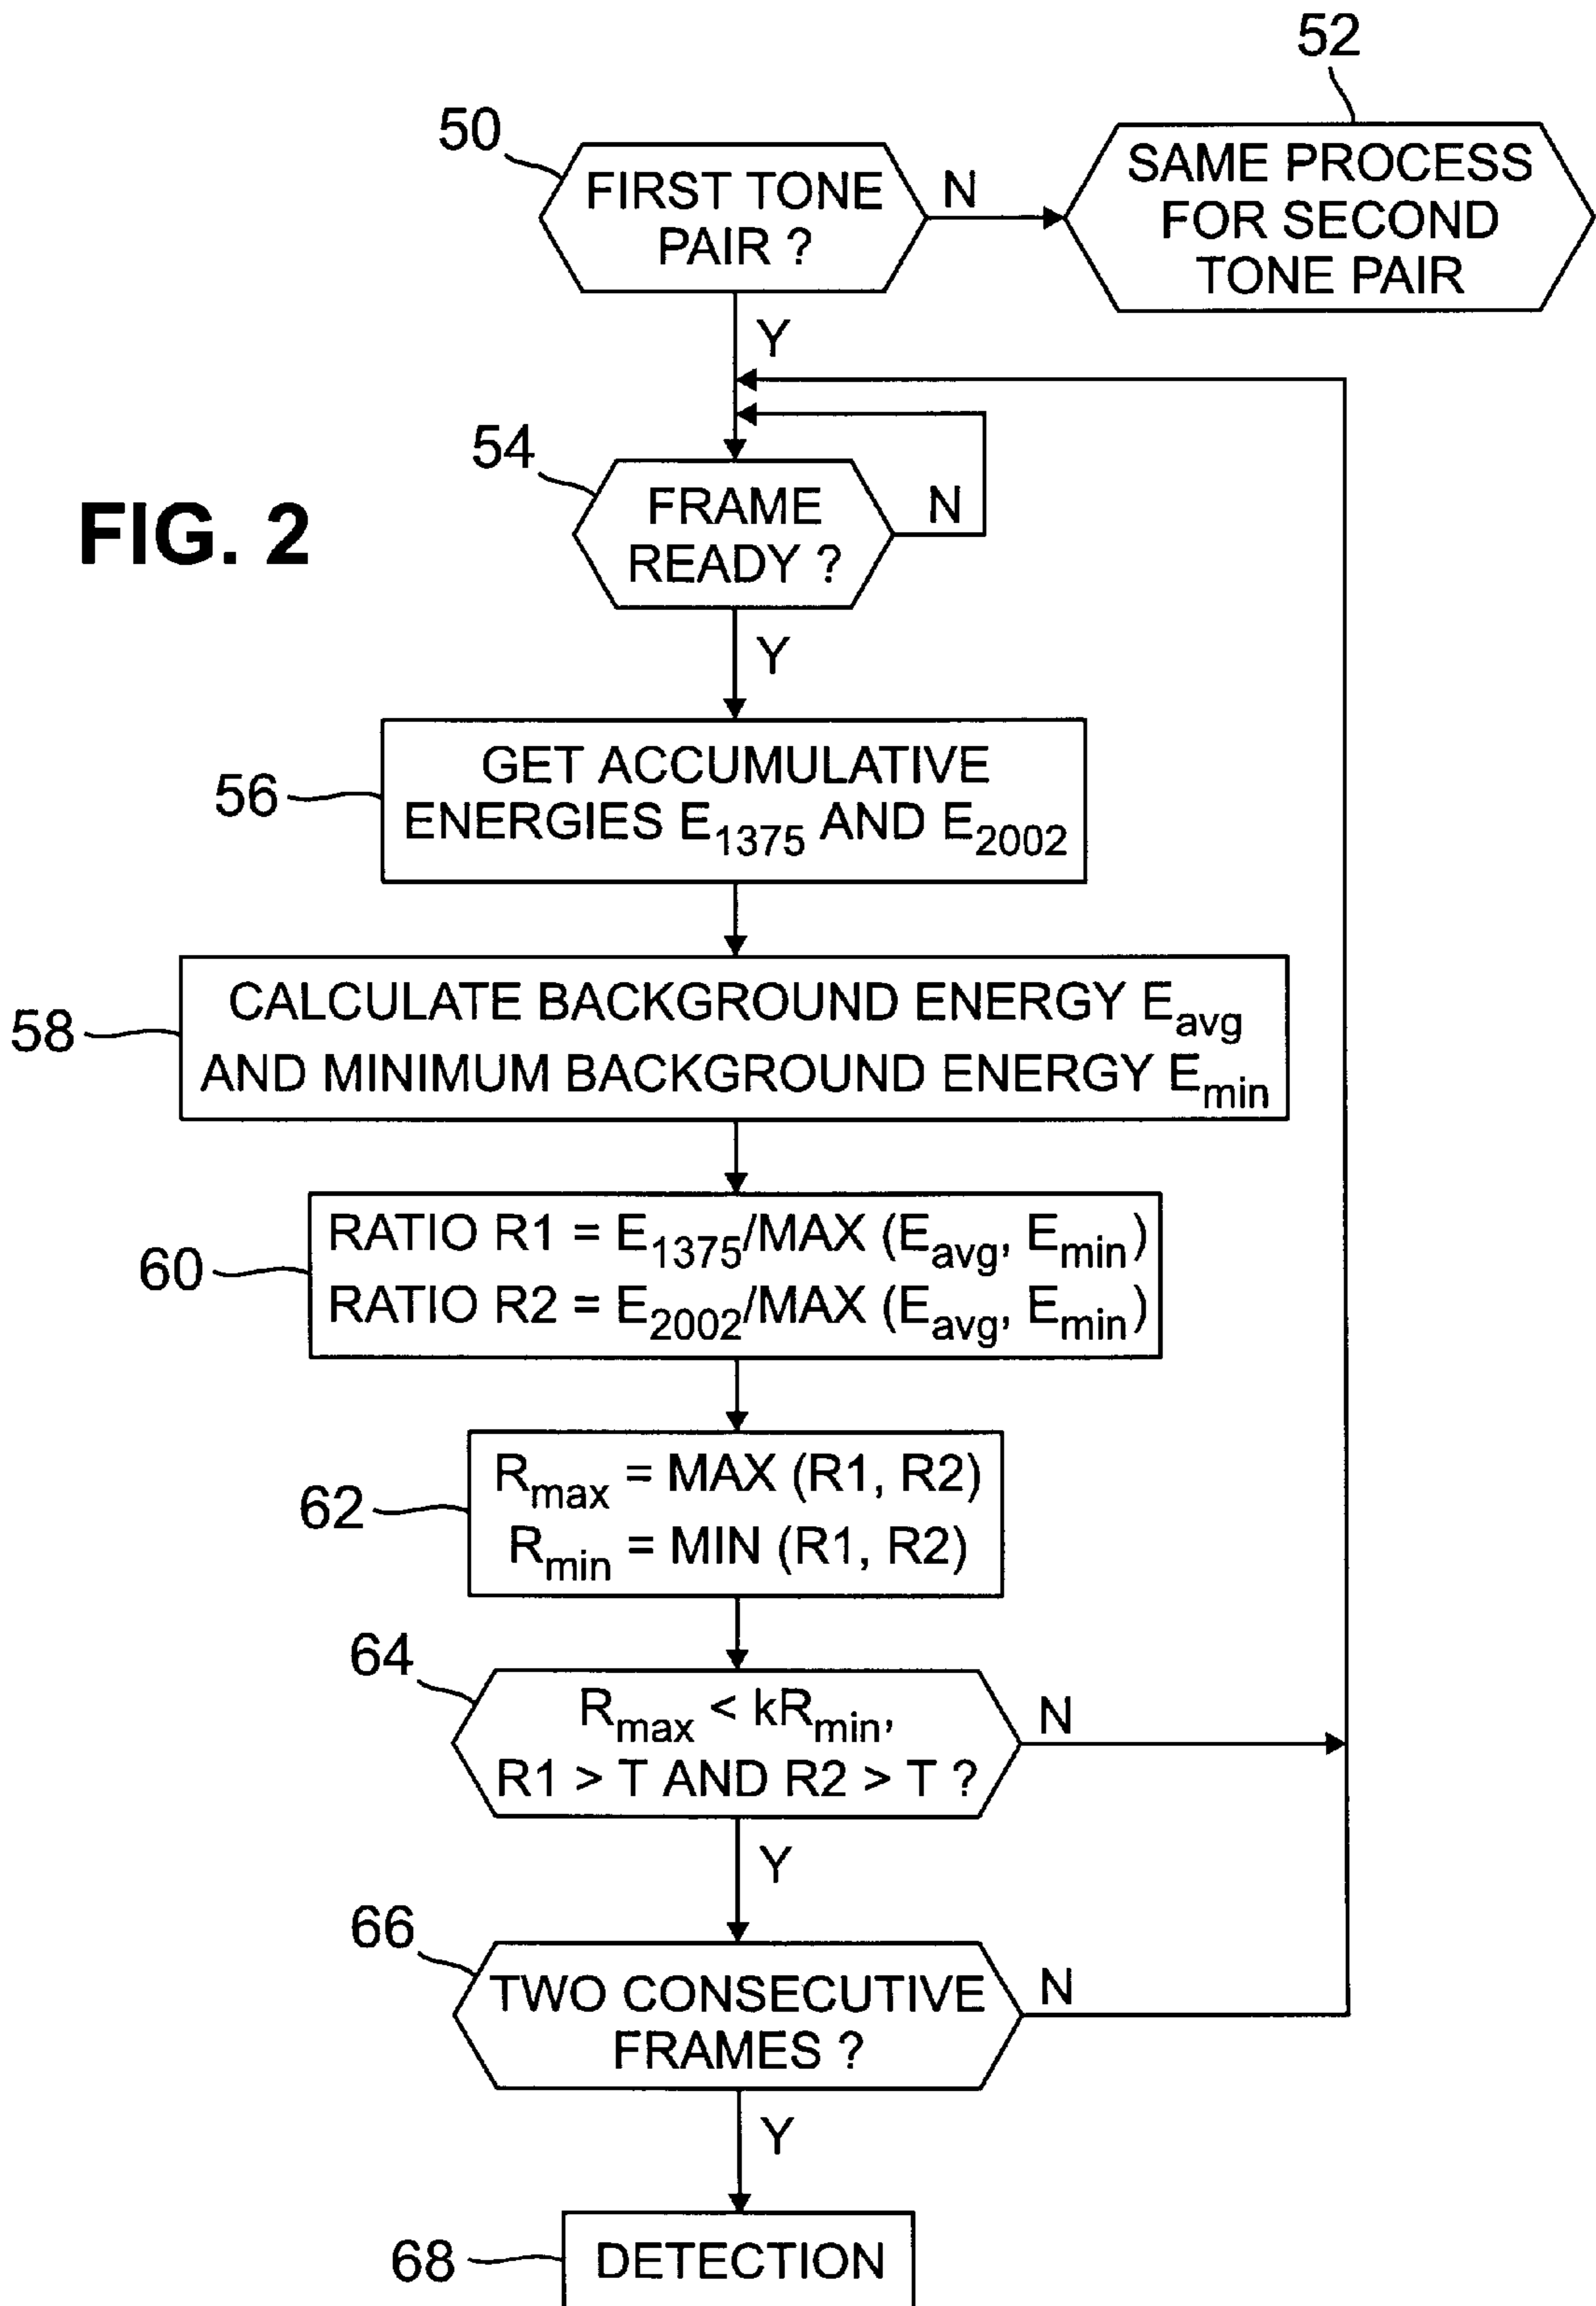 52
50
FIRST TONE
PAIR ?
N
SAME PROCESS
FOR SECOND
TONE PAIR
Y
54
FRAME
READY ?
N
FIG. 2
Y
56
GET ACCUMULATIVE
ENERGIES E1375 AND E2002
58
CALCULATE BACKGROUND ENERGY Eavg
AND MINIMUM BACKGROUND ENERGY Emin
60
RATIO R1 = E1375/MAX (Eavg, Emin)
RATIO R2 = E2002/MAX (Eavg, Emin)
62
Rmax = MAX (R1, R2)
Rmin = MIN (R1, R2)
64
Rmax < kRmin,
R1 > T AND R2 > T ?
N
Y
66
TWO CONSECUTIVE
FRAMES ?
N
Y
68
DETECTION